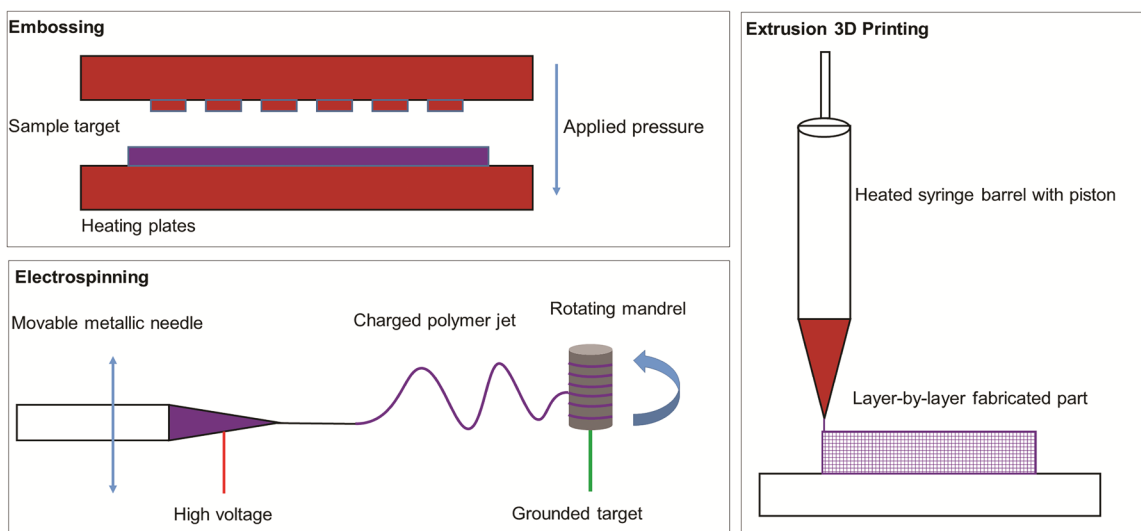 Embossing
Sample target
Applied pressure
Heating plates
Electrospinning
Movable metallic needle
Charged polymer jet
Rotating mandrel
High voltage
Grounded target
Extrusion 3D Printing
Heated syringe barrel with piston
Layer-by-layer fabricated part